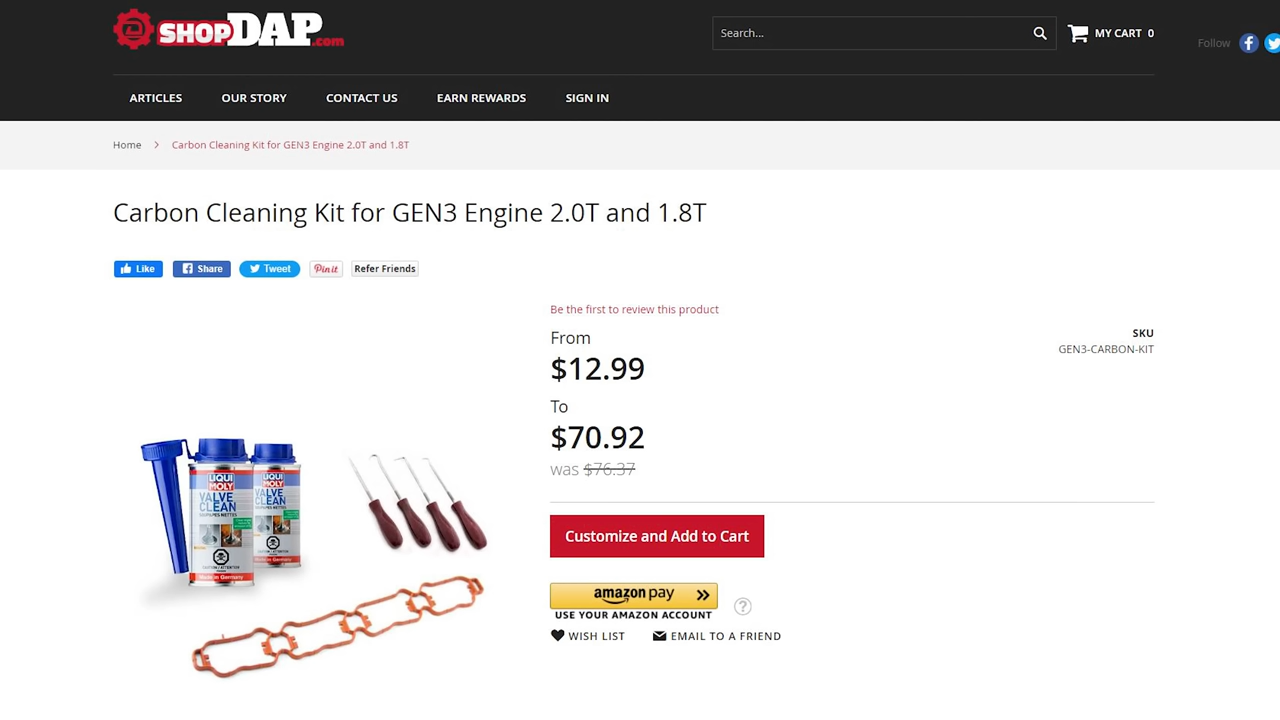 SHOPDAP.com
Search...
MY CART 0
Follow
ARTICLES
OUR STORY
CONTACT US
EARN REWARDS
SIGN IN
Home > Carbon Cleaning Kit for GEN3 Engine 2.0T and 1.8T
Carbon Cleaning Kit for GEN3 Engine 2.0T and 1.8T
Like
Share
Tweet
Pin it
Refer Friends
Be the first to review this product
From
$12.99
To
$70.92
was $76.37
SKU
GEN3-CARBON-KIT
Customize and Add to Cart
amazon pay
USE YOUR AMAZON ACCOUNT
?
WISH LIST
EMAIL TO A FRIEND
LIQUI
MOLY
VALVE
CLEAN
Made in Germany
LIQUI
MOLY
VALVE
CLEAN